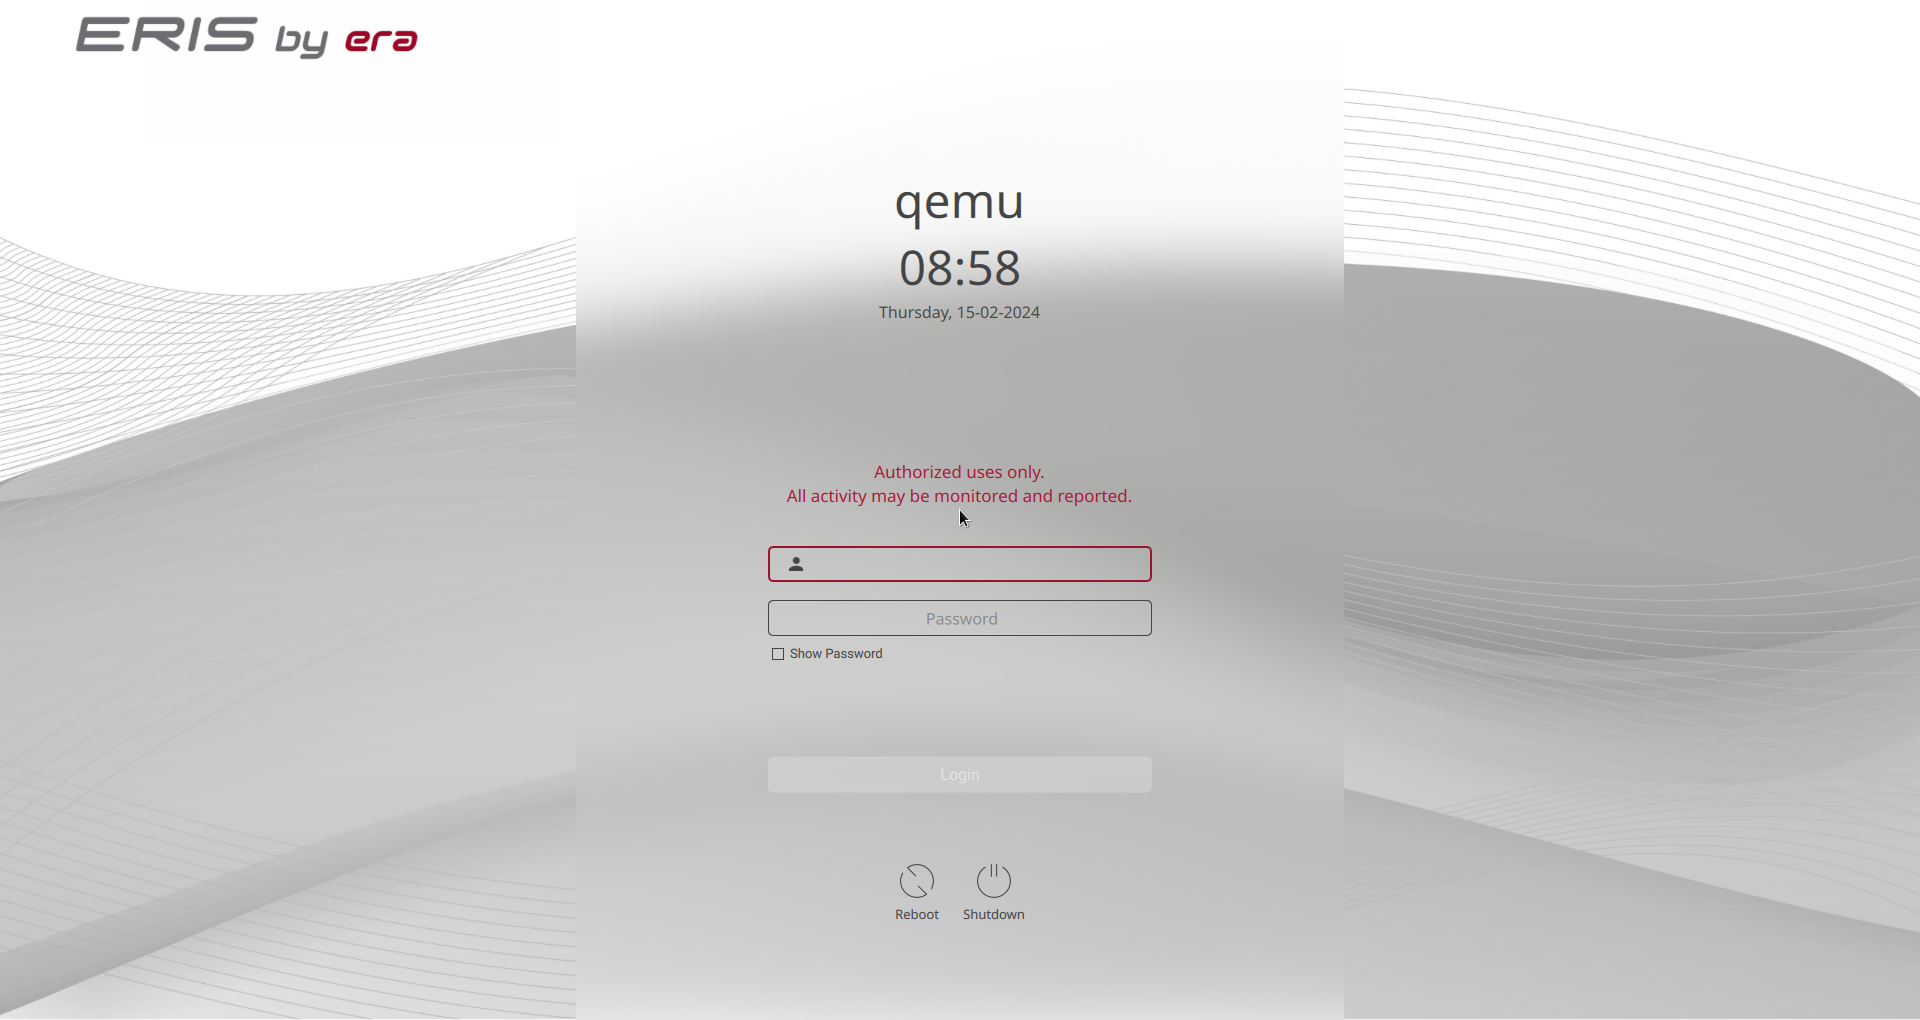 ERIS by era
qemu
08:58
Thursday, 15-02-2024
Authorized uses only.
All activity may be monitored and reported.
Password
Show Password
Login
Reboot
Shutdown